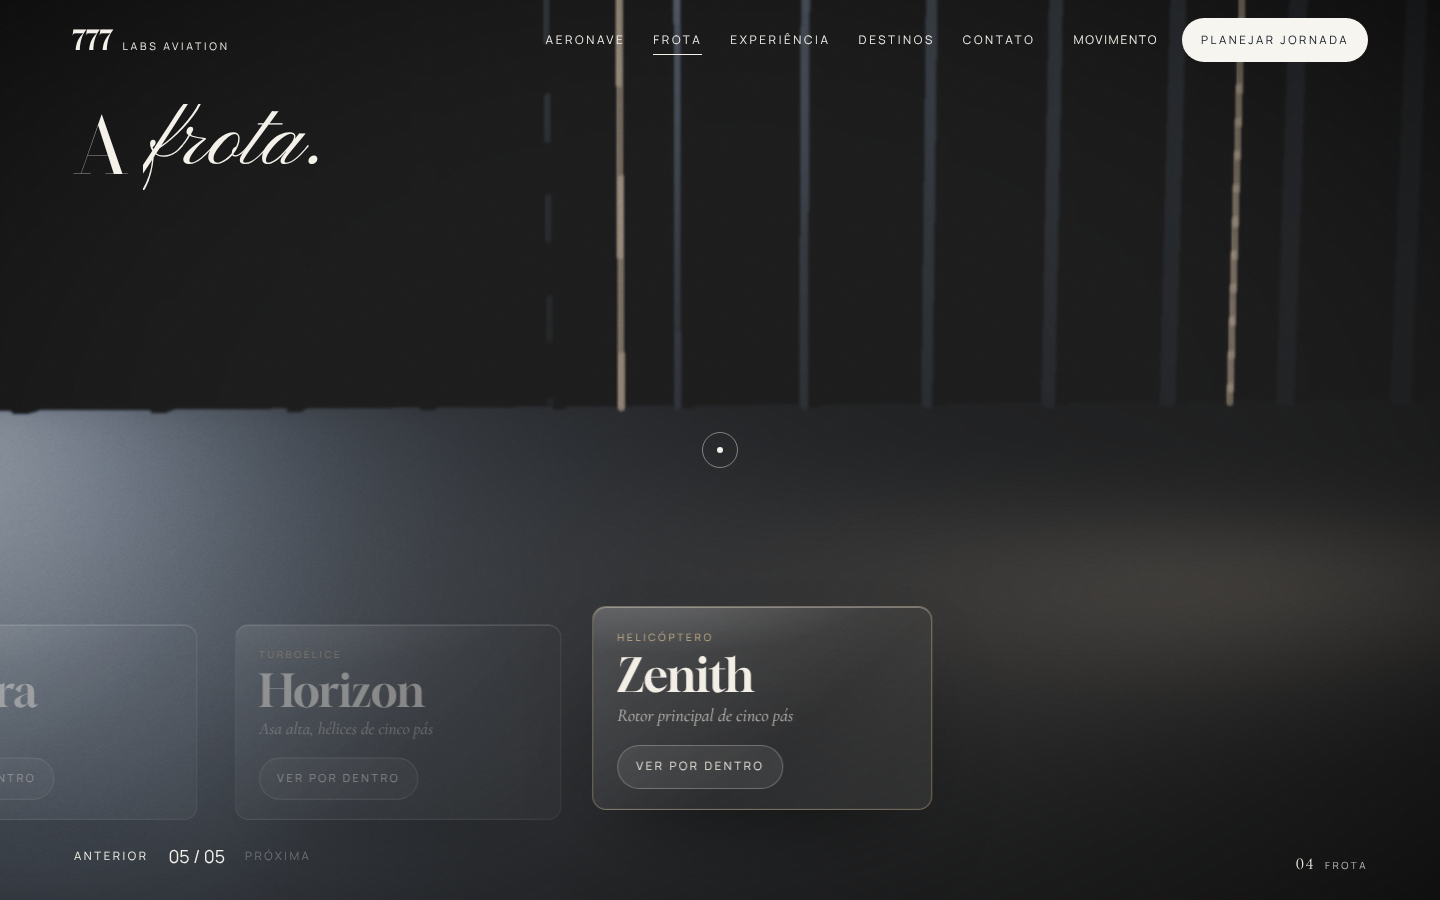 777 LABS AVIATION
AERONAVE FROTA EXPERIÊNCIA DESTINOS CONTATO MOVIMENTO PLANEJAR JORNADA
A frota.
ra
NTRO
TURBOÉLICE
Horizon
Asa alta, hélices de cinco pás
VER POR DENTRO
HELICÓPTERO
Zenith
Rotor principal de cinco pás
VER POR DENTRO
ANTERIOR 05 / 05 PRÓXIMA
04 FROTA